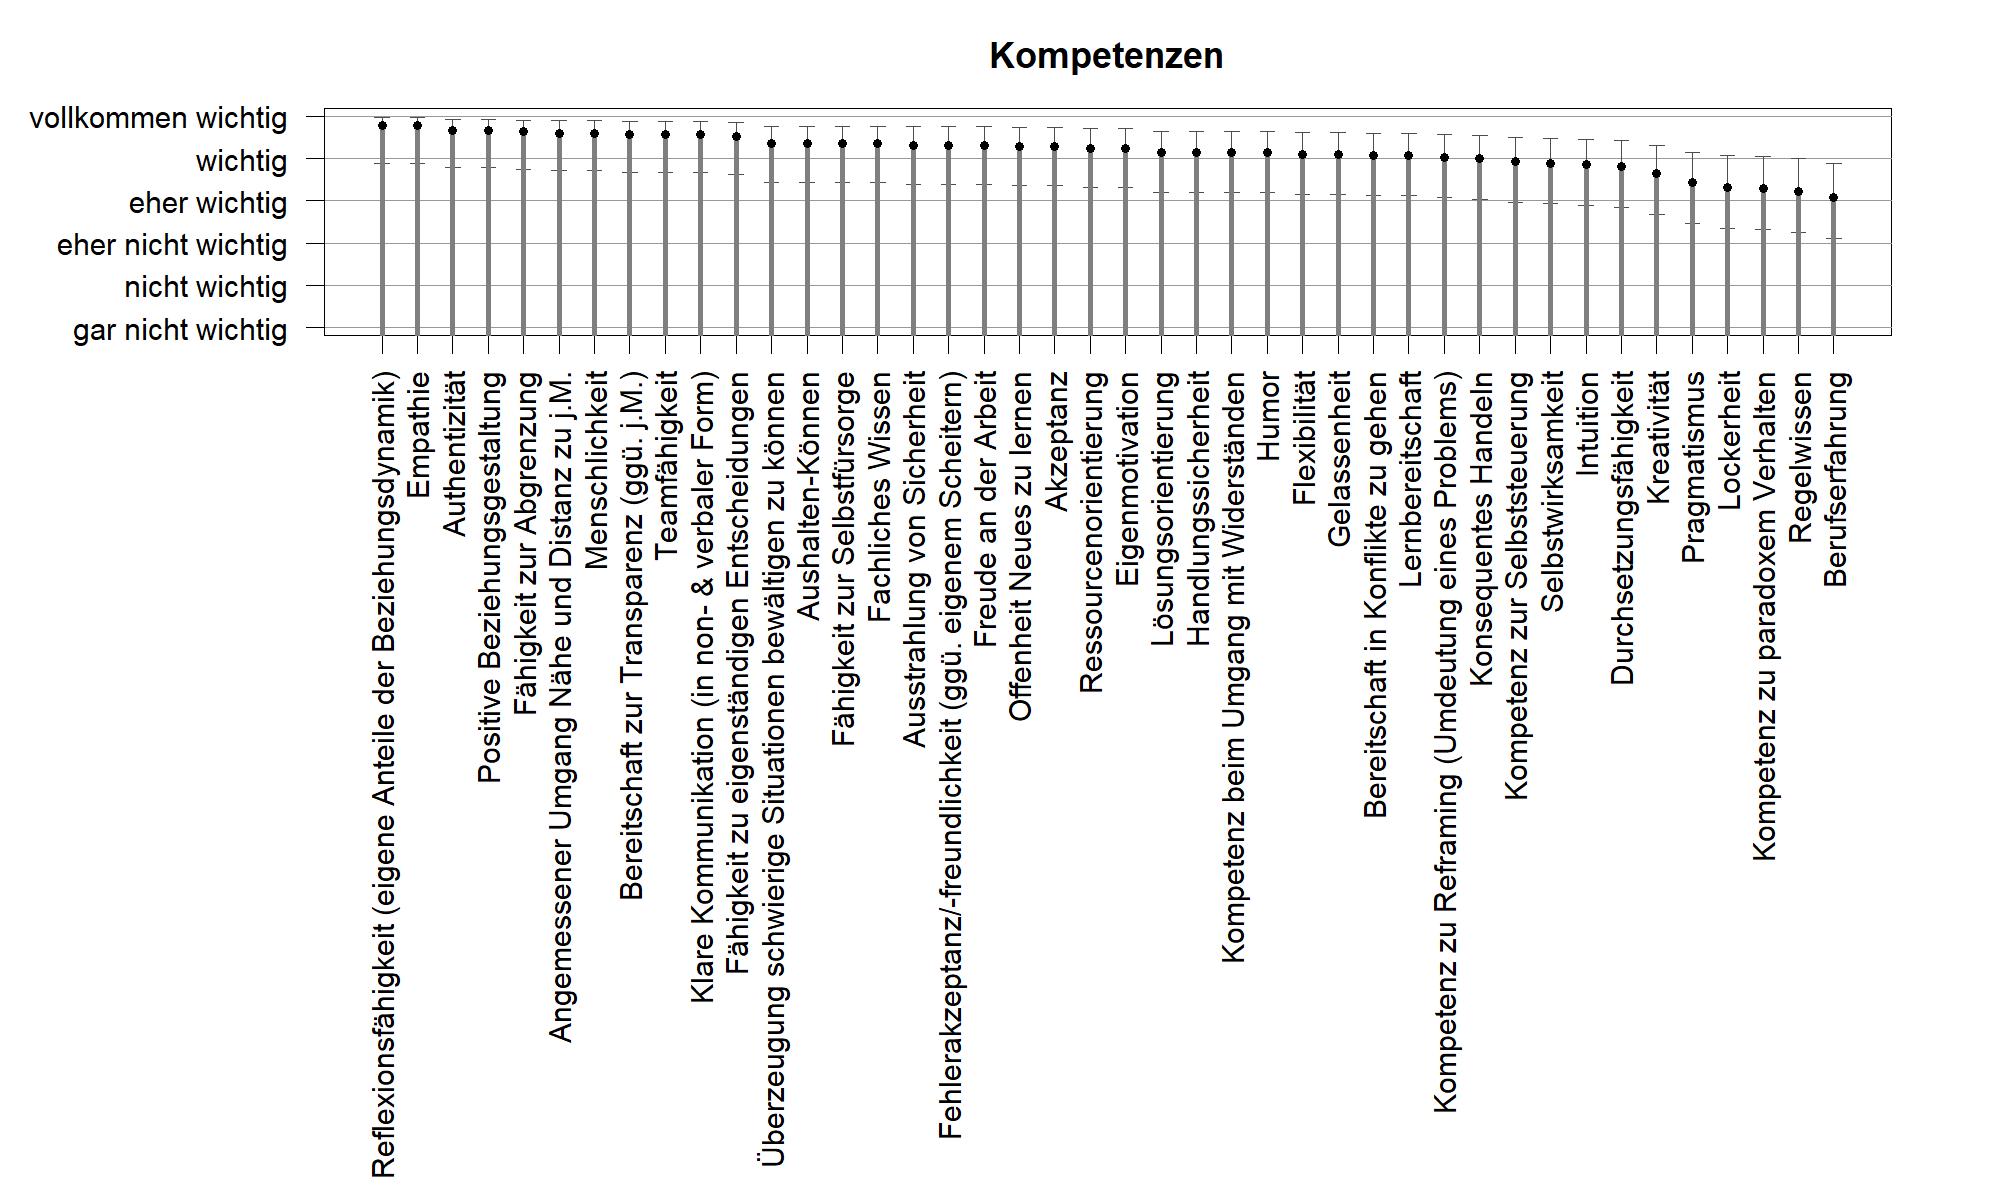 Kompetenzen
vollkommen wichtig
wichtig
eher wichtig
eher nicht wichtig
nicht wichtig
gar nicht wichtig
Reflexionsfähigkeit (eigene Anteile der Beziehungsdynamik)
Empathie
Authentizität
Positive Beziehungsgestaltung
Fähigkeit zur Abgrenzung
Angemessener Umgang Nähe und Distanz zu j.M.
Menschlichkeit
Bereitschaft zur Transparenz (ggü. j.M.)
Teamfähigkeit
Klare Kommunikation (in non- & verbaler Form)
Fähigkeit zu eigenständigen Entscheidungen
Überzeugung schwierige Situationen bewältigen zu können
Aushalten-Können
Fähigkeit zur Selbstfürsorge
Fachliches Wissen
Ausstrahlung von Sicherheit
Fehlerakzeptanz/-freundlichkeit (ggü. eigenem Scheitern)
Freude an der Arbeit
Offenheit Neues zu lernen
Akzeptanz
Ressourcenorientierung
Eigenmotivation
Lösungsorientierung
Handlungssicherheit
Kompetenz beim Umgang mit Widerständen
Humor
Flexibilität
Gelassenheit
Bereitschaft in Konflikte zu gehen
Lernbereitschaft
Kompetenz zu Reframing (Umdeutung eines Problems)
Konsequentes Handeln
Kompetenz zur Selbststeuerung
Selbstwirksamkeit
Intuition
Durchsetzungsfähigkeit
Kreativität
Pragmatismus
Lockerheit
Kompetenz zu paradoxem Verhalten
Regelwissen
Berufserfahrung